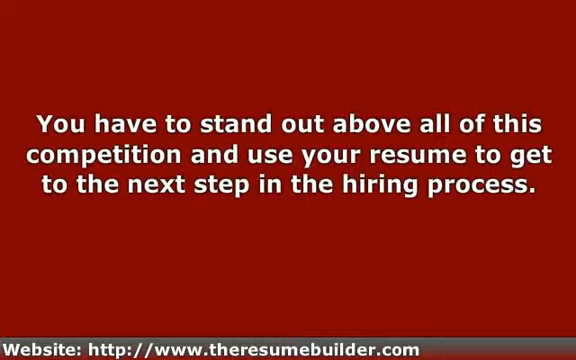 You have to stand out above all of this
competition and use your resume to get
to the next step in the hiring process.
Website: http://www.theresumebuilder.com